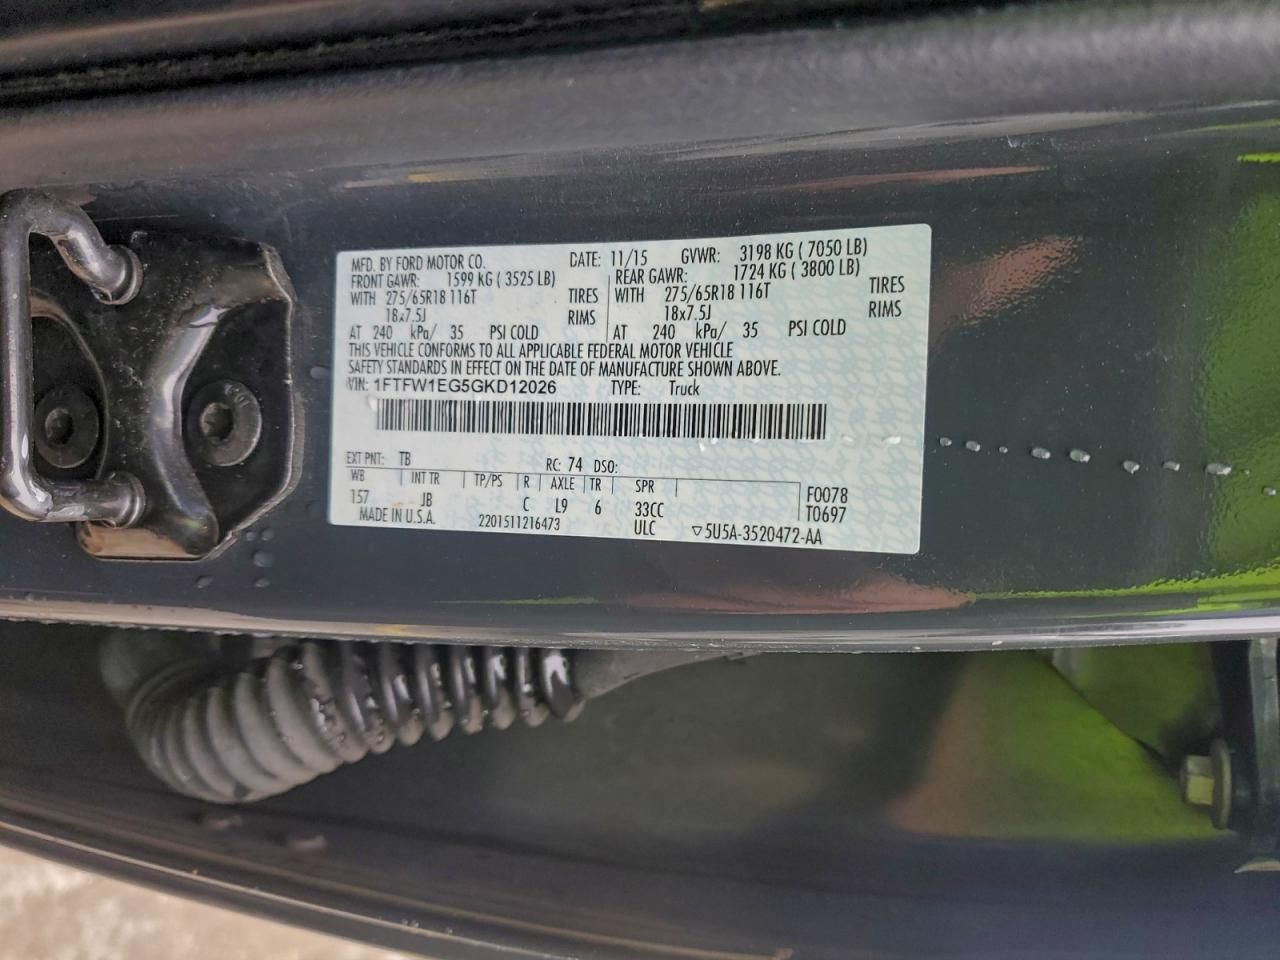 MFD. BY FORD MOTOR CO. DATE: 11/15 GVWR: 3198 KG ( 7050 LB)
FRONT GAWR: 1599 KG ( 3525 LB) REAR GAWR: 1724 KG ( 3800 LB)
WITH 275/65R18 116T TIRES WITH 275/65R18 116T TIRES
18x7.5J RIMS 18x7.5J RIMS
AT 240 kPa/ 35 PSI COLD AT 240 kPa/ 35 PSI COLD
THIS VEHICLE CONFORMS TO ALL APPLICABLE FEDERAL MOTOR VEHICLE
SAFETY STANDARDS IN EFFECT ON THE DATE OF MANUFACTURE SHOWN ABOVE.
VIN: 1FTFW1EG5GKD12026 TYPE: Truck
EXT PNT: TB RC: 74 DSO:
WB INT TR TP/PS R AXLE TR SPR
157 JB C L9 6 33CC F0078
MADE IN U.S.A. 2201511216473 ULC ▽5U5A-3520472-AA T0697